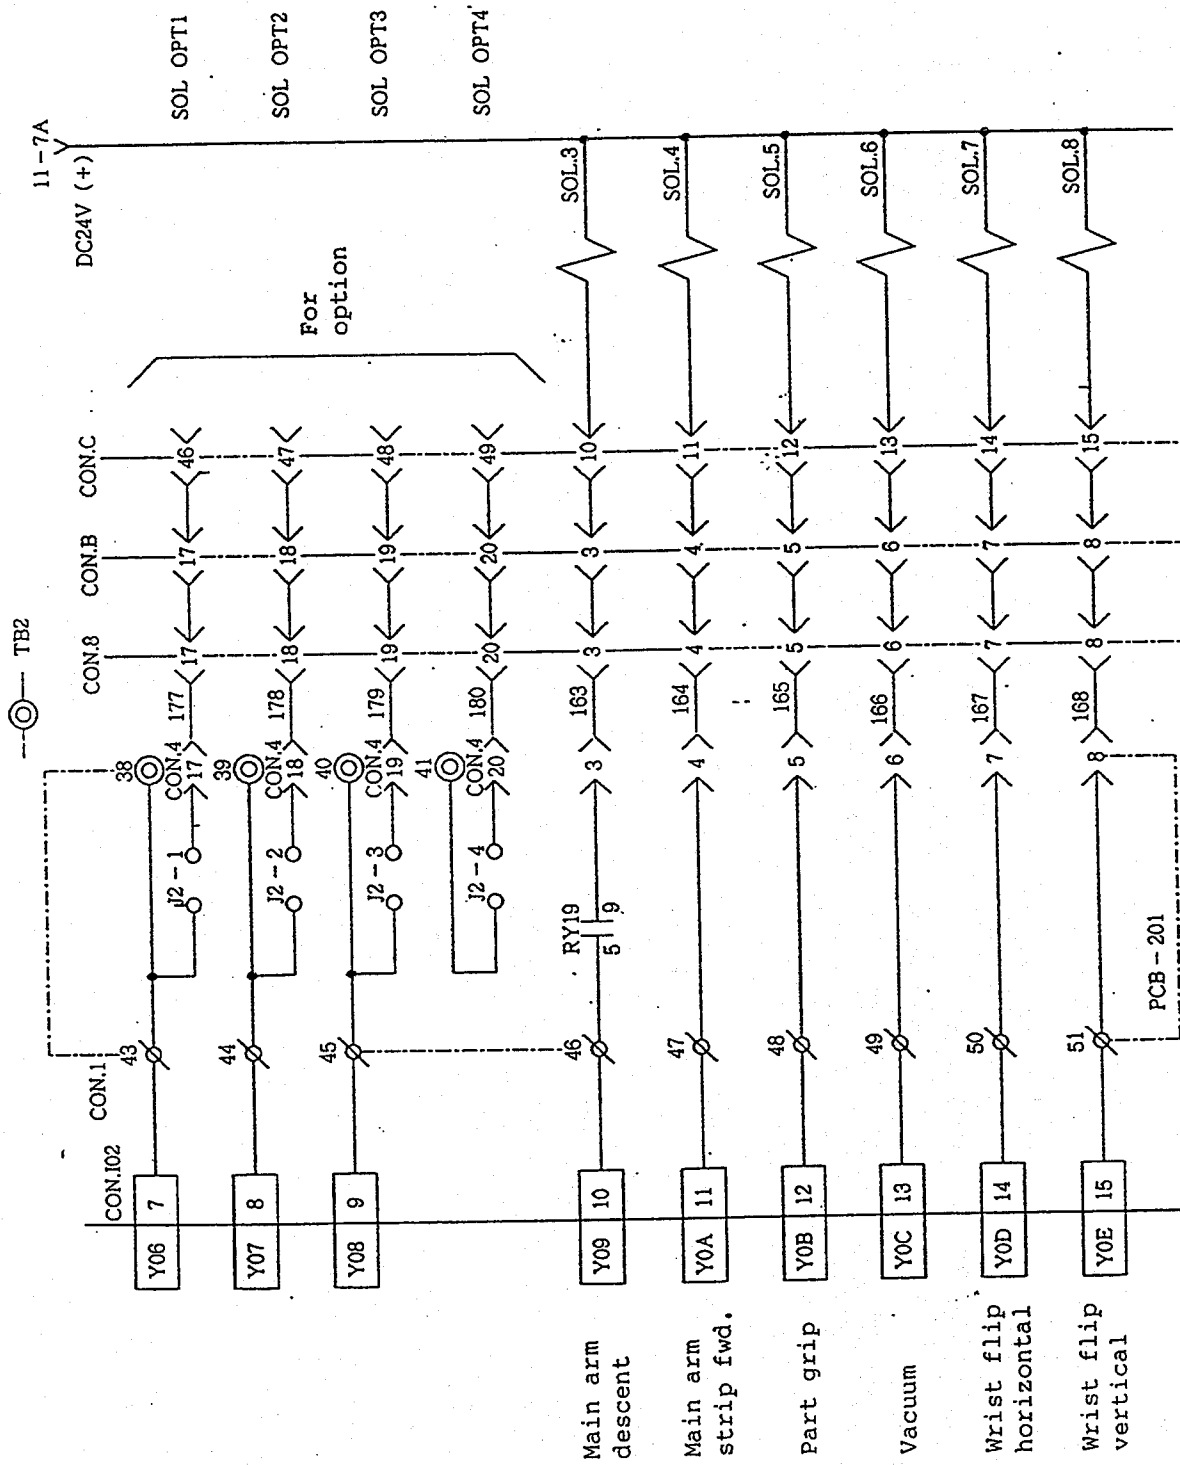 11-7A
DC24V (+)
SOL OPT1
SOL OPT2
SOL OPT3
SOL OPT4
For
option
TB2
CON.C
46
47
48
49
10
11
12
13
14
15
CON.B
17
18
19
20
3
4
5
6
7
8
CON.8
17
18
19
20
3
4
5
6
7
8
SOL.3
SOL.4
SOL.5
SOL.6
SOL.7
SOL.8
177
178
179
180
163
164
165
166
167
168
38
CON.4
17
39
CON.4
18
40
CON.4
19
41
CON.4
20
3
4
5
6
7
8
J2-1
J2-2
J2-3
J2-4
RY19
5 9
PCB-201
CON.1
43
44
45
46
47
48
49
50
51
CON.I02
Y06 7
Y07 8
Y08 9
Y09 10
Y0A 11
Y0B 12
Y0C 13
Y0D 14
Y0E 15
Main arm
descent
Main arm
strip fwd.
Part grip
Vacuum
Wrist flip
horizontal
Wrist flip
vertical